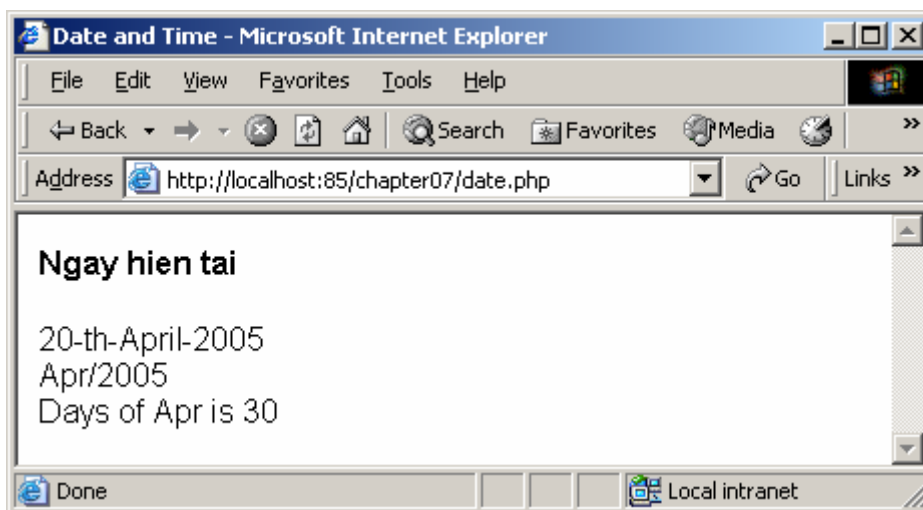 Date and Time - Microsoft Internet Explorer
File Edit View Favorites Tools Help
Back Search Favorites Media »
Address http://localhost:85/chapter07/date.php Go Links »
Ngay hien tai
20-th-April-2005
Apr/2005
Days of Apr is 30
Done Local intranet